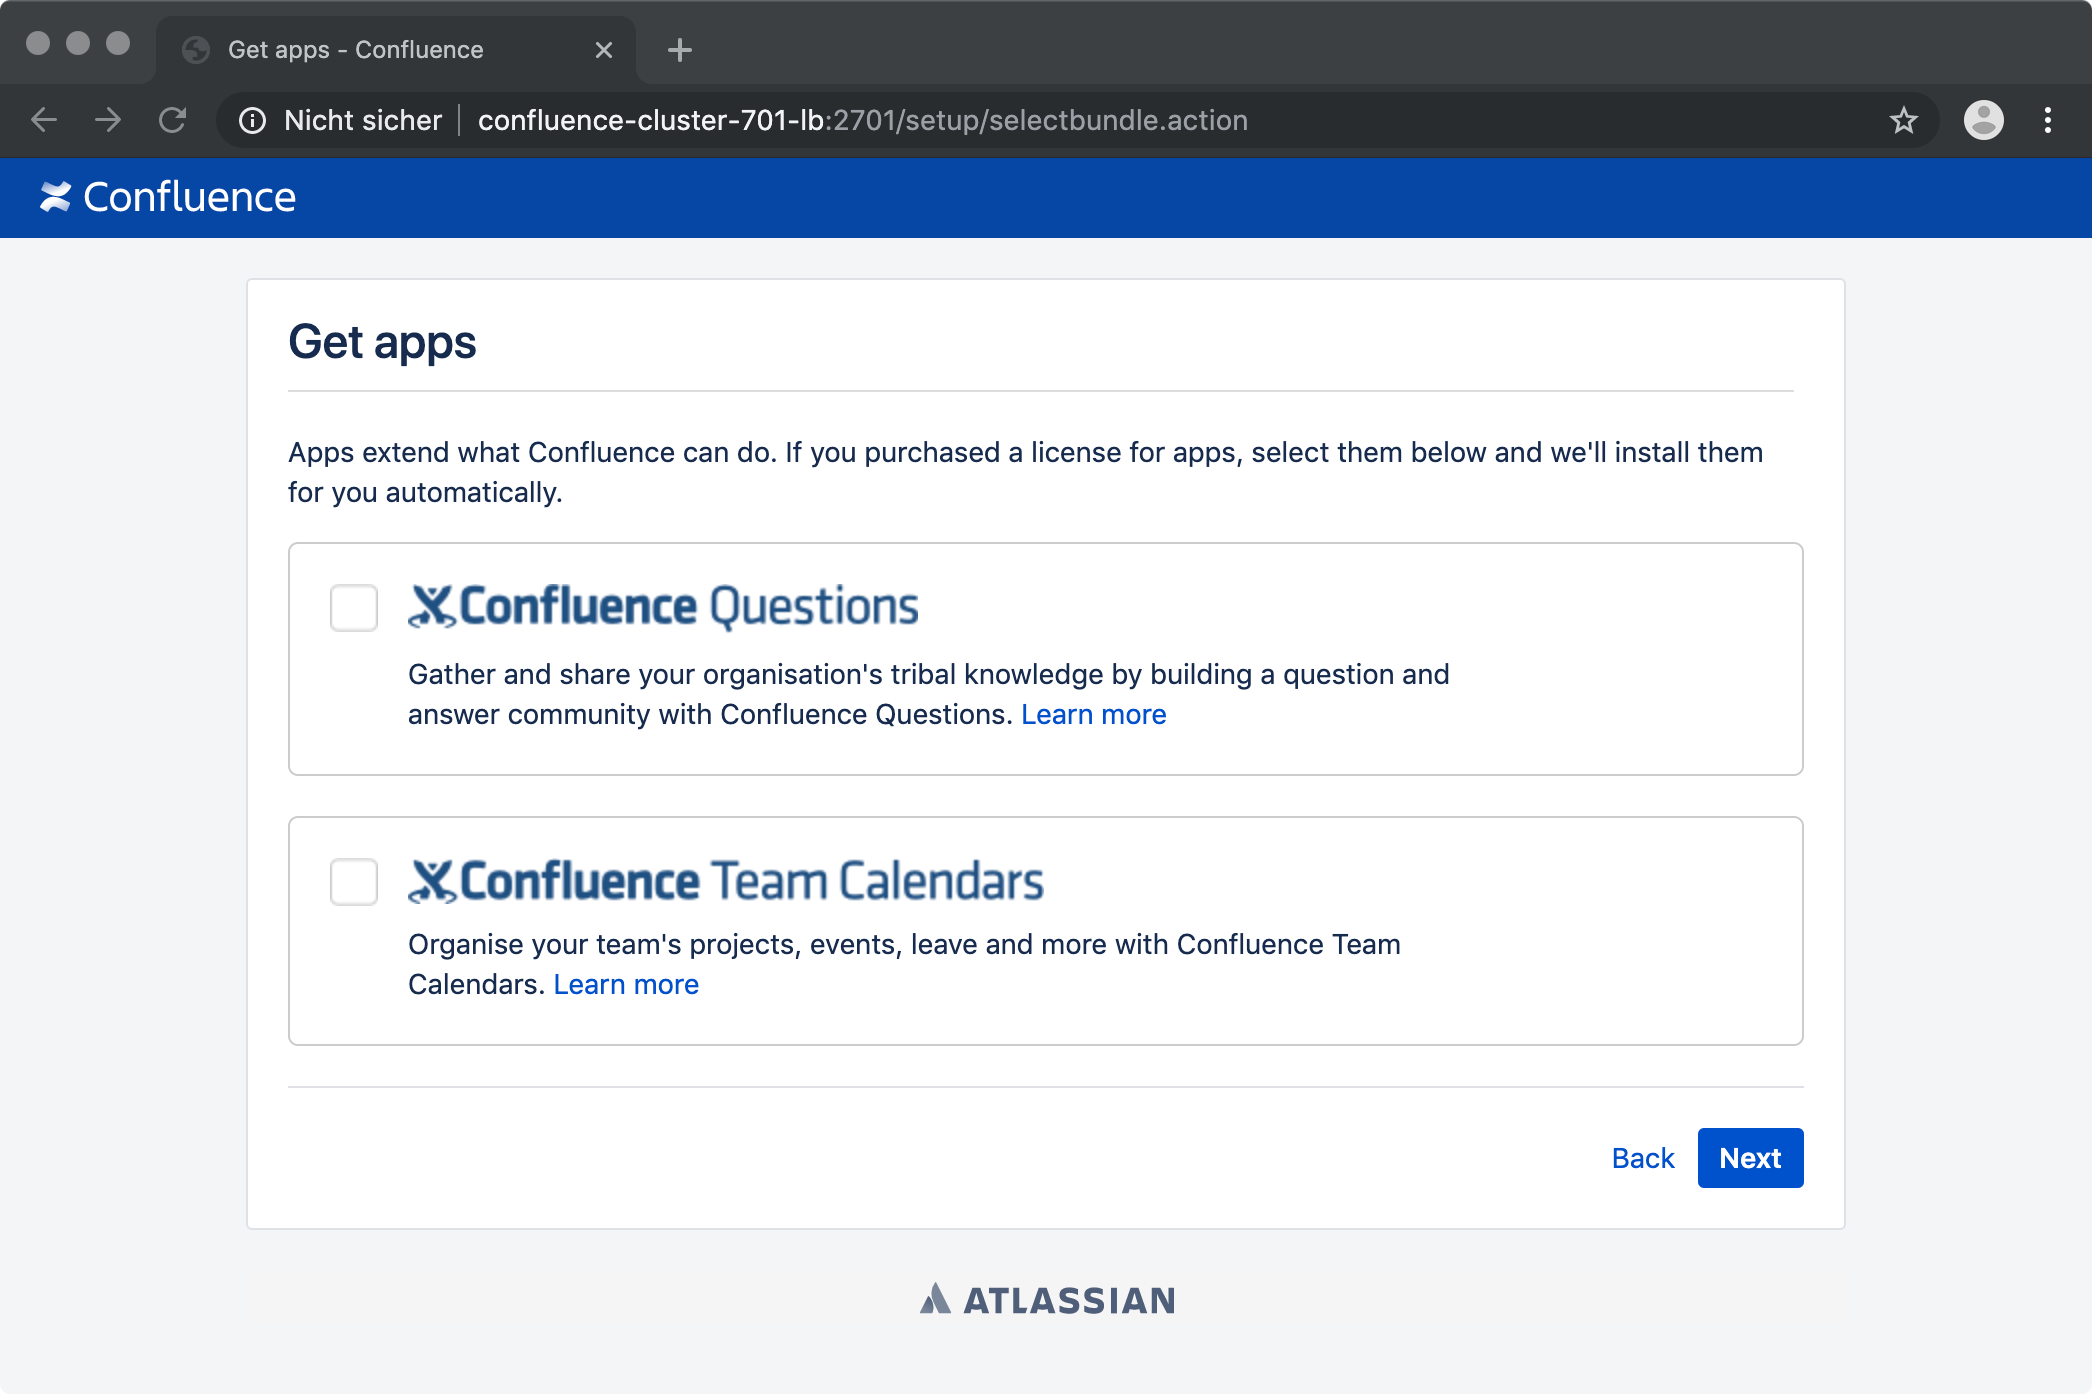 Get apps - Confluence
Nicht sicher
confluence-cluster-701-lb:2701/setup/selectbundle.action
Confluence
Get apps
Apps extend what Confluence can do. If you purchased a license for apps, select them below and we'll install them
for you automatically.
Confluence Questions
Gather and share your organisation's tribal knowledge by building a question and
answer community with Confluence Questions. Learn more
Confluence Team Calendars
Organise your team's projects, events, leave and more with Confluence Team
Calendars. Learn more
Back
Next
ATLASSIAN